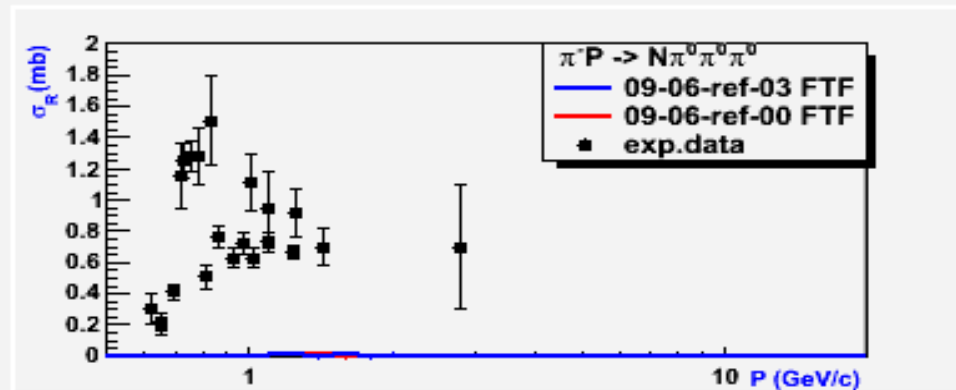 π⁻P -> Nπ⁰π⁰π⁰
09-06-ref-03 FTF
09-06-ref-00 FTF
exp.data
σ_R(mb)
2
1.8
1.6
1.4
1.2
1
0.8
0.6
0.4
0.2
0
1
10
P (GeV/c)